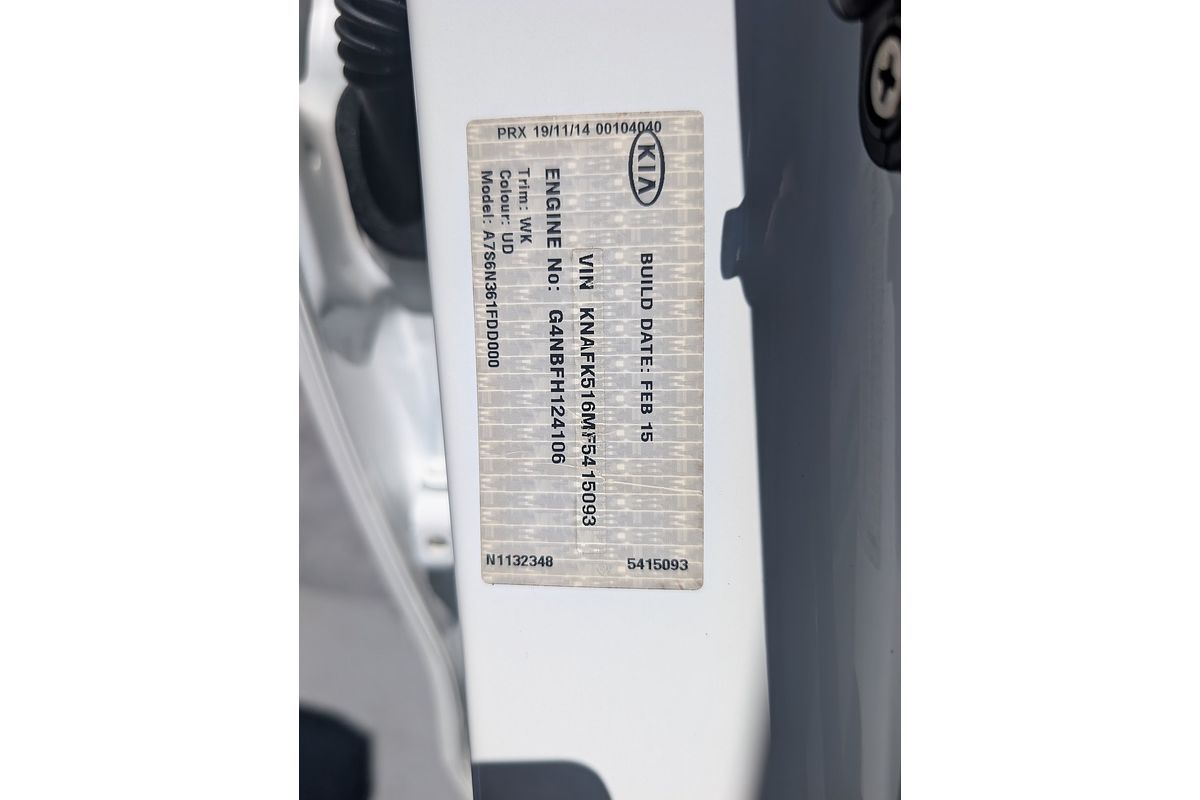 PRX 19/11/14 00104040
KIA
BUILD DATE: FEB 15
VIN KNAFK516MF5415093
ENGINE No: G4NBFH124106
Trim: WK
Colour: UD
Model: A7S6N361FDD000
N1132348
5415093